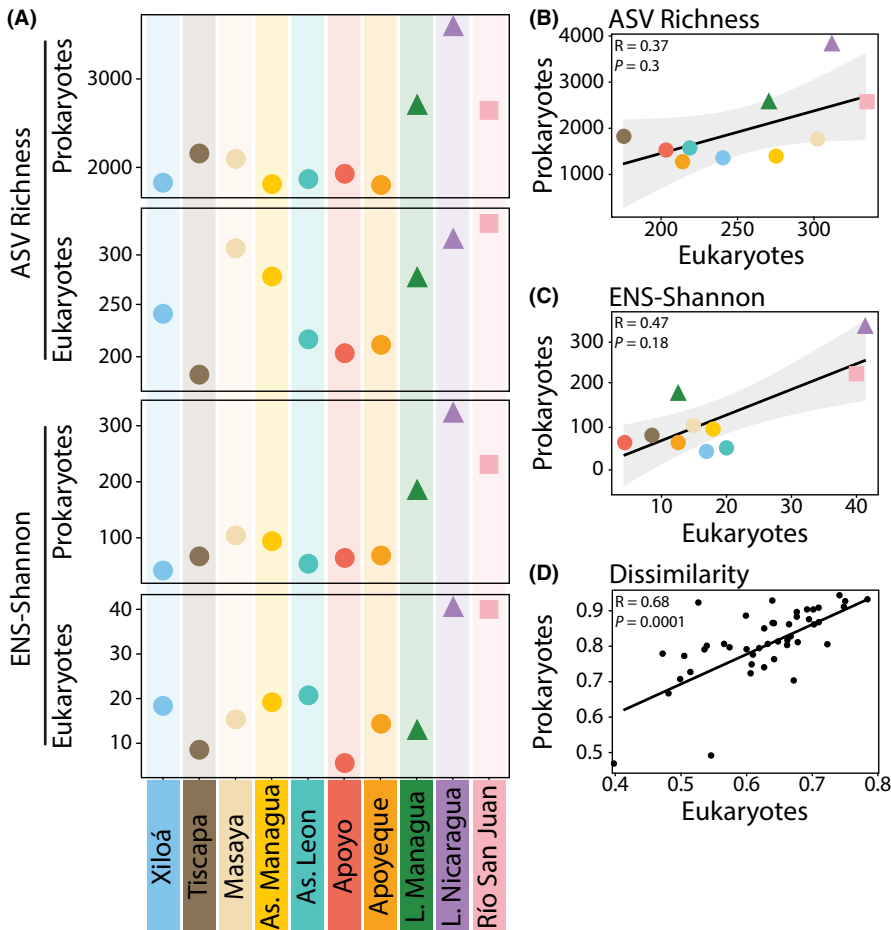 (A)
ASV Richness
Prokaryotes
3000
2000
Eukaryotes
300
250
200
ENS-Shannon
Prokaryotes
300
200
100
Eukaryotes
40
30
20
10
Xiloá
Tiscapa
Masaya
As. Managua
As. Leon
Apoyo
Apoyeque
L. Managua
L. Nicaragua
Río San Juan
(B) ASV Richness
R = 0.37
P = 0.3
Prokaryotes
4000
3000
2000
1000
200 250 300
Eukaryotes
(C) ENS-Shannon
R = 0.47
P = 0.18
Prokaryotes
300
200
100
0
10 20 30 40
Eukaryotes
(D) Dissimilarity
R = 0.68
P = 0.0001
Prokaryotes
0.9
0.8
0.7
0.6
0.5
0.4 0.5 0.6 0.7 0.8
Eukaryotes